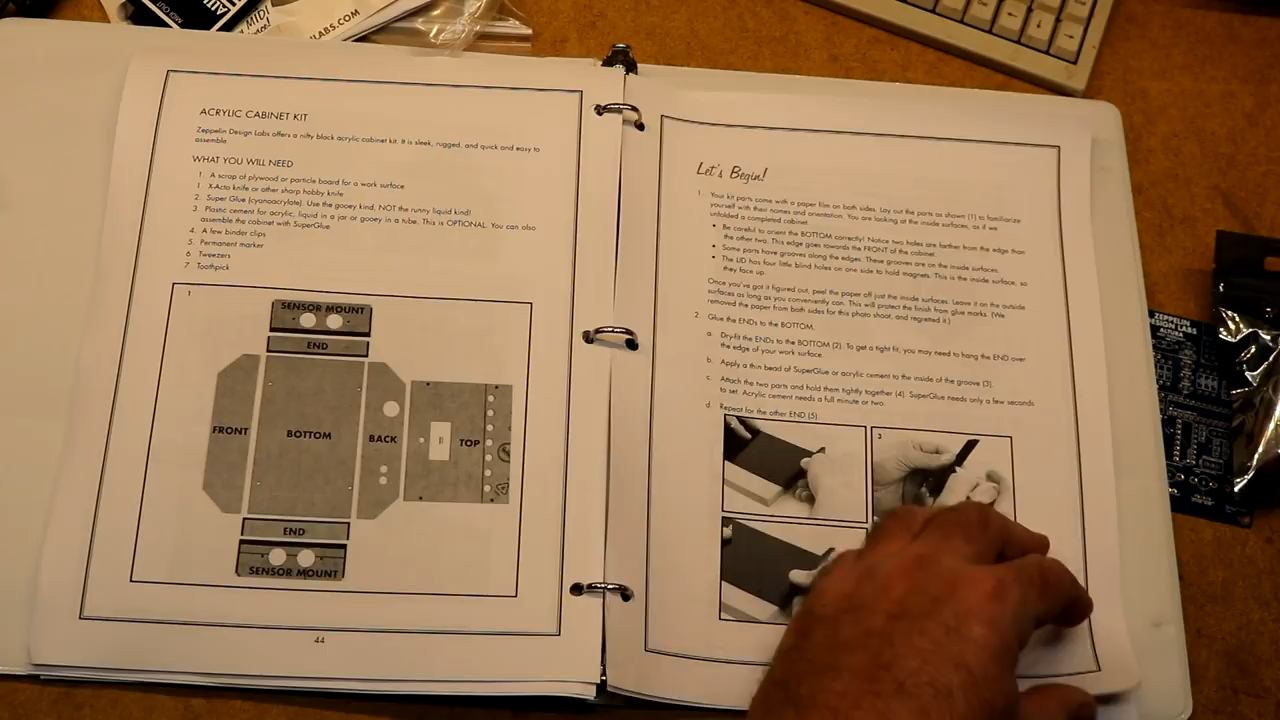 MIDI OUT
MIDI
LABS.COM
ACRYLIC CABINET KIT
Zeppelin Design Labs offers a nifty black acrylic cabinet kit. It is sleek, rugged, and quick and easy to
assemble.
WHAT YOU WILL NEED
1. A scrap of plywood or particle board for a work surface
1 X-Acto knife or other sharp hobby knife
2. Super Glue (cyanoacrylate). Use the gooey kind, NOT the runny liquid kind!
3. Plastic cement for acrylic, liquid in a jar or gooey in a tube. This is OPTIONAL. You can also
assemble the cabinet with SuperGlue
4. A few binder clips
5. Permanent marker
6. Tweezers
7 Toothpick
1
SENSOR MOUNT
END
FRONT
BOTTOM
BACK
TOP
END
SENSOR MOUNT
44
Let's Begin!
1. Your kit parts come with a paper film on both sides. Lay out the parts as shown (1) to familiarize
yourself with their names and orientation. You are looking at the inside surfaces, as if we
unfolded a completed cabinet.
• Be careful to orient the BOTTOM correctly! Notice two holes are farther from the edge than
the other two. This edge goes towards the FRONT of the cabinet.
• Some parts have grooves along the edges. These grooves are on the inside surfaces.
• The LID has four little blind holes on one side to hold magnets. This is the inside surface, so
they face up.
Once you've got it figured out, peel the paper off just the inside surfaces. Leave it on the outside
surfaces as long as you conveniently can. This will protect the finish from glue marks. (We
removed the paper from both sides for this photo shoot, and regretted it.)
2. Glue the ENDs to the BOTTOM.
a. Dry-fit the ENDs to the BOTTOM (2). To get a tight fit, you may need to hang the END over
the edge of your work surface.
b. Apply a thin bead of SuperGlue or acrylic cement to the inside of the groove (3).
c. Attach the two parts and hold them tightly together (4). SuperGlue needs only a few seconds
to set. Acrylic cement needs a full minute or two.
d. Repeat for the other END (5).
3
ZEPPELIN
DESIGN LABS
ALTURA